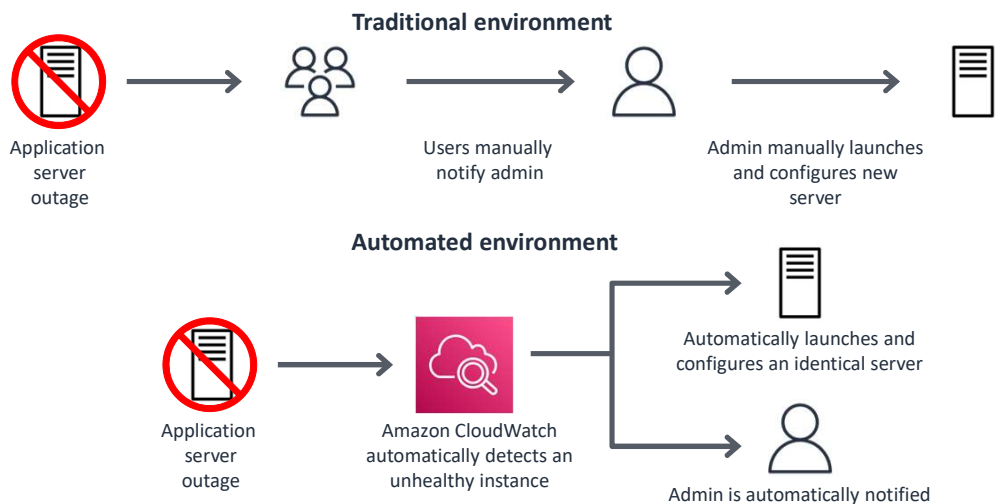 Traditional environment
Application
server
outage
Users manually
notify admin
Admin manually launches
and configures new
server
Automated environment
Application
server
outage
Amazon CloudWatch
automatically detects an
unhealthy instance
Automatically launches and
configures an identical server
Admin is automatically notified